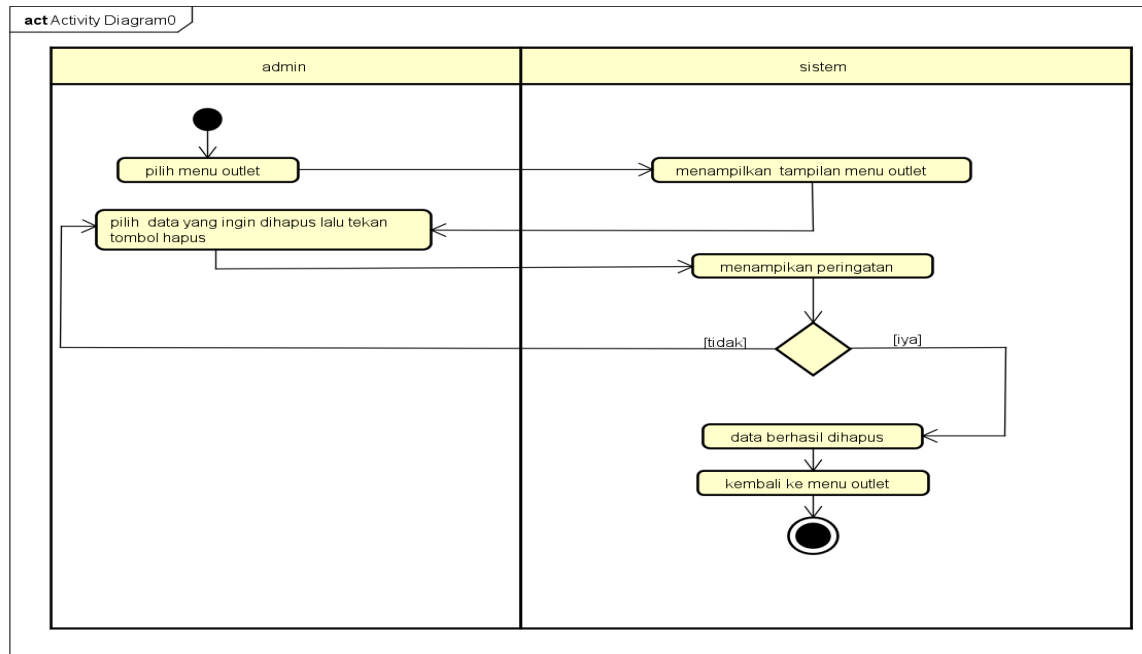 act Activity Diagram0
admin
sistem
pilih menu outlet
menampilkan tampilan menu outlet
pilih data yang ingin dihapus lalu tekan
tombol hapus
menampikan peringatan
[tidak]
[iya]
data berhasil dihapus
kembali ke menu outlet